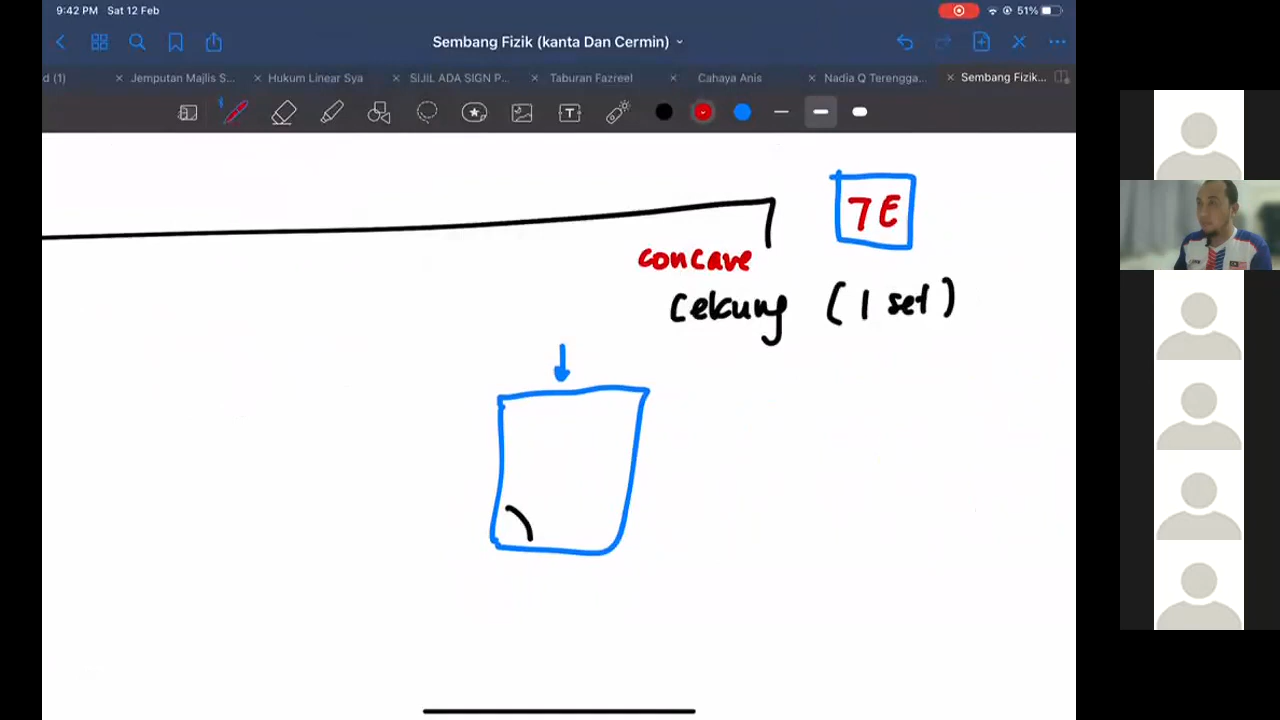 9:42 PM Sat 12 Feb
51%
Sembang Fizik (kanta Dan Cermin)
d (1)
Jemputan Majlis S...
Hukum Linear Sya
SIJIL ADA SIGN P...
Taburan Fazreel
Cahaya Anis
Nadia Q Terengga...
Sembang Fizik...
7E
concave
Cekung (1 set)